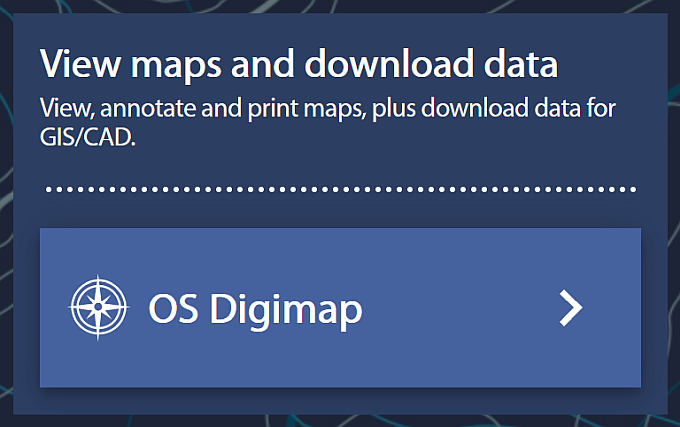 View maps and download data
View, annotate and print maps, plus download data for
GIS/CAD.
OS Digimap